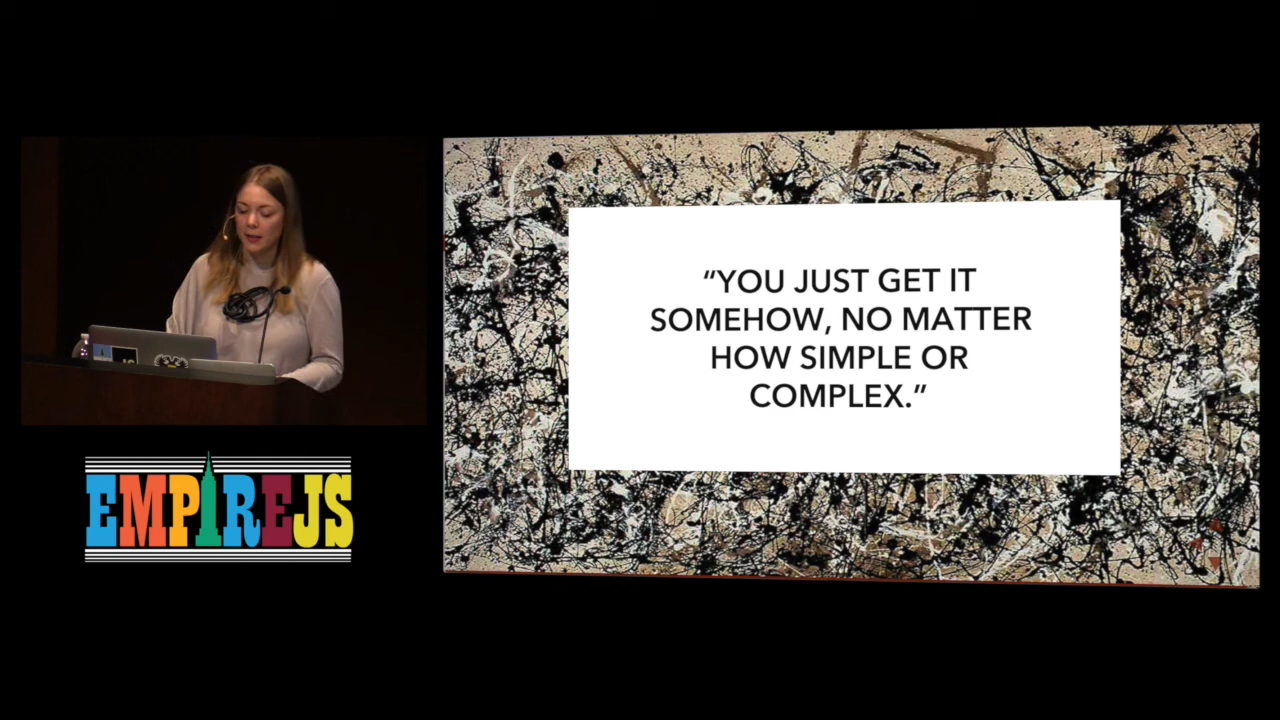 “YOU JUST GET IT
SOMEHOW, NO MATTER
HOW SIMPLE OR
COMPLEX.”
EMPIREJS